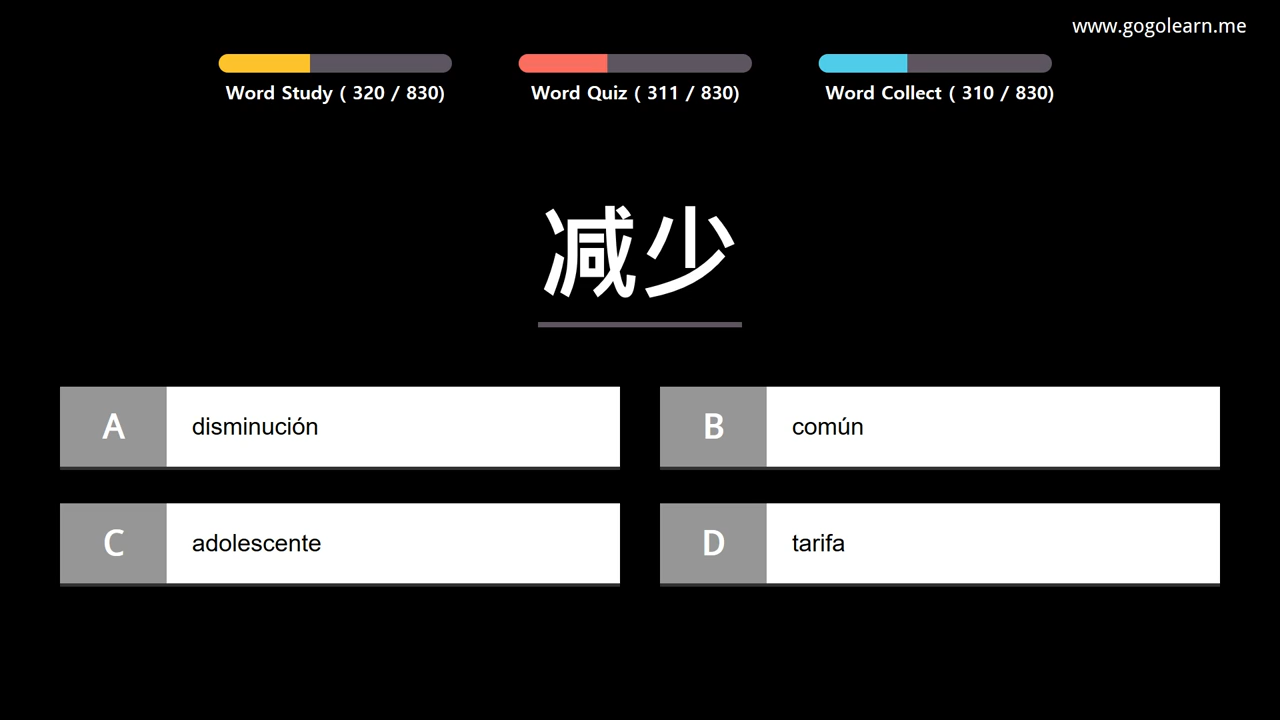 www.gogolearn.me
Word Study ( 320 / 830)
Word Quiz ( 311 / 830)
Word Collect ( 310 / 830)
减少
A disminución
B común
C adolescente
D tarifa